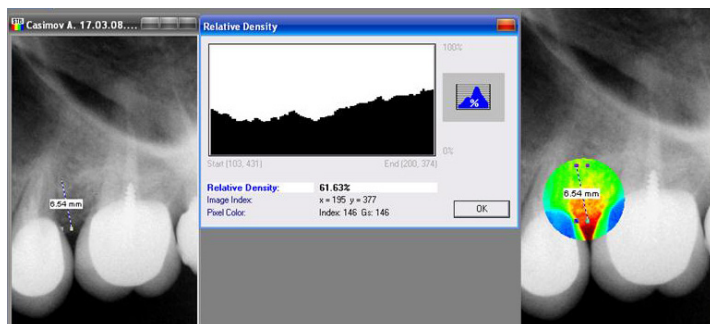 Casimov A. 17.03.08....
6.54 mm
Relative Density
100%
%
0%
Start (103, 431) End (200, 374)
Relative Density: 61.63%
Image Index: x = 195 y = 377
Pixel Color: Index: 146 Gs: 146
OK
6.54 mm